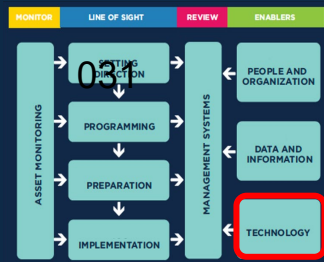 MONITOR
LINE OF SIGHT
REVIEW
ENABLERS
SETTING
DIRECTION
031
PROGRAMMING
PREPARATION
IMPLEMENTATION
ASSET MONITORING
MANAGEMENT SYSTEMS
PEOPLE AND
ORGANIZATION
DATA AND
INFORMATION
TECHNOLOGY